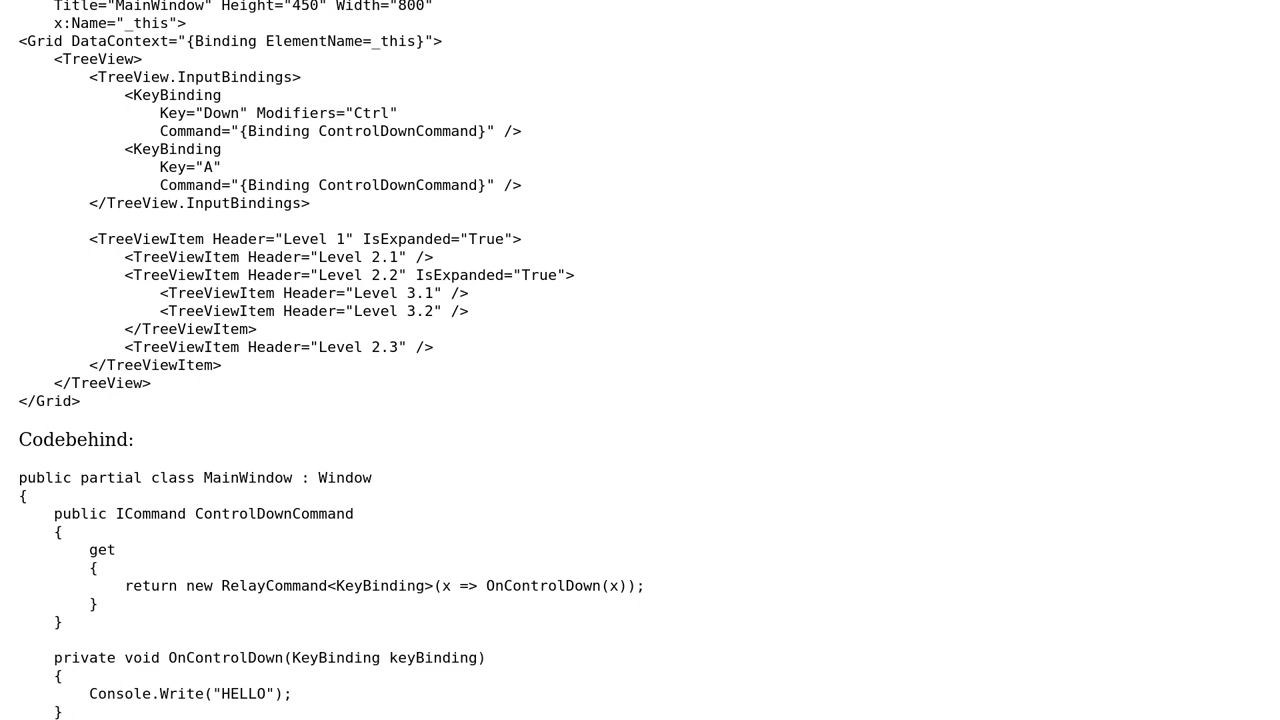 Title="MainWindow" Height="450" Width="800"
    x:Name="_this">
<Grid DataContext="{Binding ElementName=_this}">
    <TreeView>
        <TreeView.InputBindings>
            <KeyBinding
                Key="Down" Modifiers="Ctrl"
                Command="{Binding ControlDownCommand}" />
            <KeyBinding
                Key="A"
                Command="{Binding ControlDownCommand}" />
        </TreeView.InputBindings>

        <TreeViewItem Header="Level 1" IsExpanded="True">
            <TreeViewItem Header="Level 2.1" />
            <TreeViewItem Header="Level 2.2" IsExpanded="True">
                <TreeViewItem Header="Level 3.1" />
                <TreeViewItem Header="Level 3.2" />
            </TreeViewItem>
            <TreeViewItem Header="Level 2.3" />
        </TreeViewItem>
    </TreeView>
</Grid>
Codebehind:
public partial class MainWindow : Window
{
    public ICommand ControlDownCommand
    {
        get
        {
            return new RelayCommand<KeyBinding>(x => OnControlDown(x));
        }
    }

    private void OnControlDown(KeyBinding keyBinding)
    {
        Console.Write("HELLO");
    }